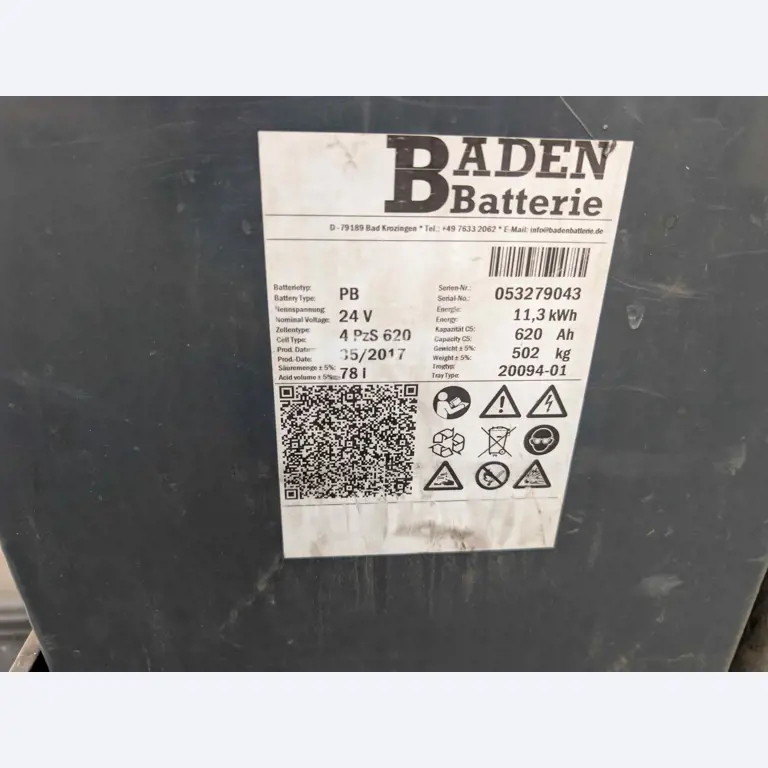 BADEN
Batterie
D-79189 Bad Krozingen * Tel.: +49 7633 2062 * E-Mail: info@badenbatterie.de
Batterietyp:
Battery Type: PB
Nennspannung:
Nominal Voltage: 24 V
Zellentype:
Cell Type: 4 PzS 620
Prod. Datum
Prod.-Date: 35/2017
Säuremenge ± 5%:
Acid volume ± 5%: 78 l
Serien-Nr.:
Serial-No.: 053279043
Energie:
Energy: 11,3 kWh
Kapazität C5:
Capacity C5: 620 Ah
Gewicht ± 5%:
Weight ± 5%: 502 kg
Trogtyp:
Tray Type: 20094-01